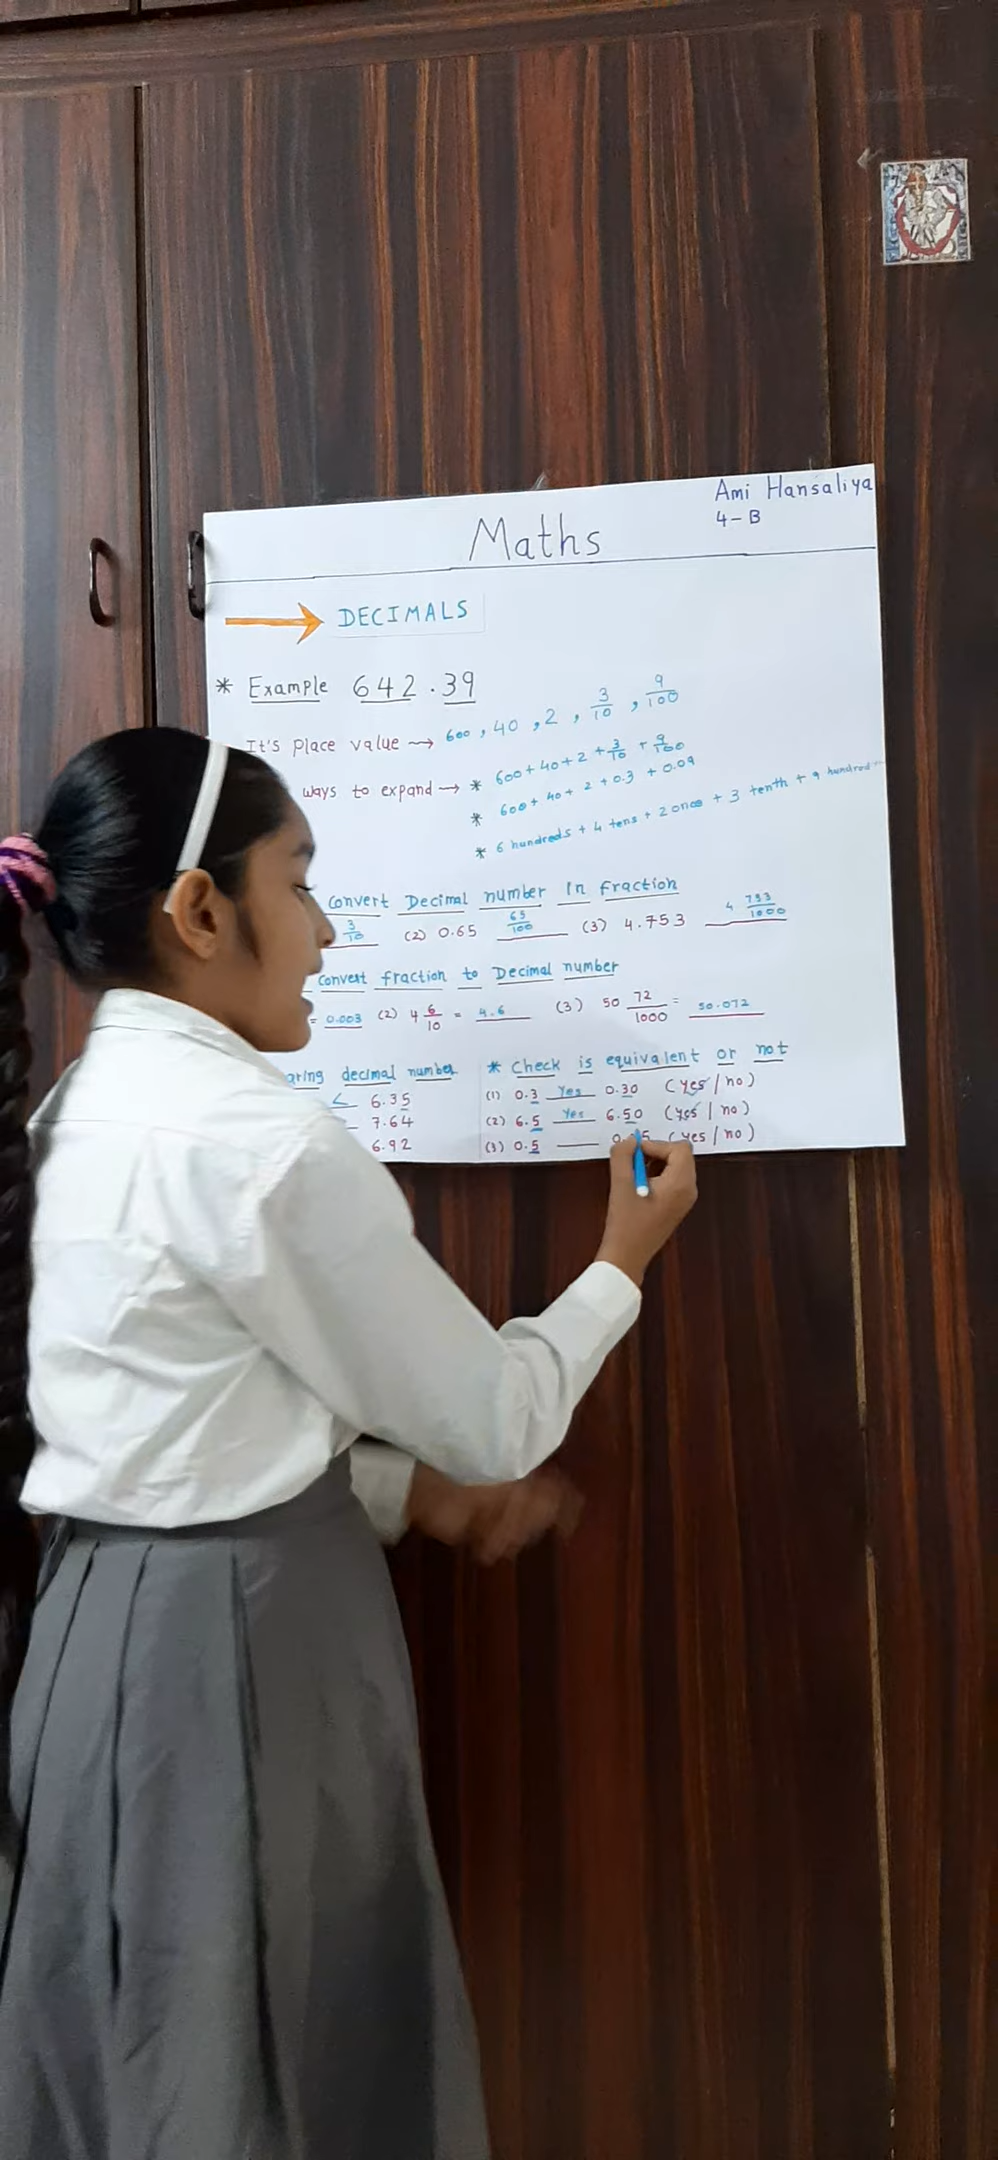 Ami Hansaliya
4-B
Maths
DECIMALS
* Example 642.39
It's place value → 600, 40, 2, 3/10, 9/100
ways to expand → * 600+40+2+3/10+9/100
* 600+40+2+0.3+0.09
* 6 hundreds + 4 tens + 2 ones + 3 tenth + 9 hundred
Convert Decimal number In fraction
3/10 (2) 0.65 65/100 (3) 4.753 4 753/1000
Convert fraction to Decimal number
= 0.003 (2) 4 6/10 = 4.6 (3) 50 72/1000 = 50.072
aring decimal number
< 6.35
7.64
6.92
* Check is equivalent or not
(1) 0.3 Yes 0.30 (yes/no)
(2) 6.5 Yes 6.50 (yes/no)
(3) 0.5 (yes/no)